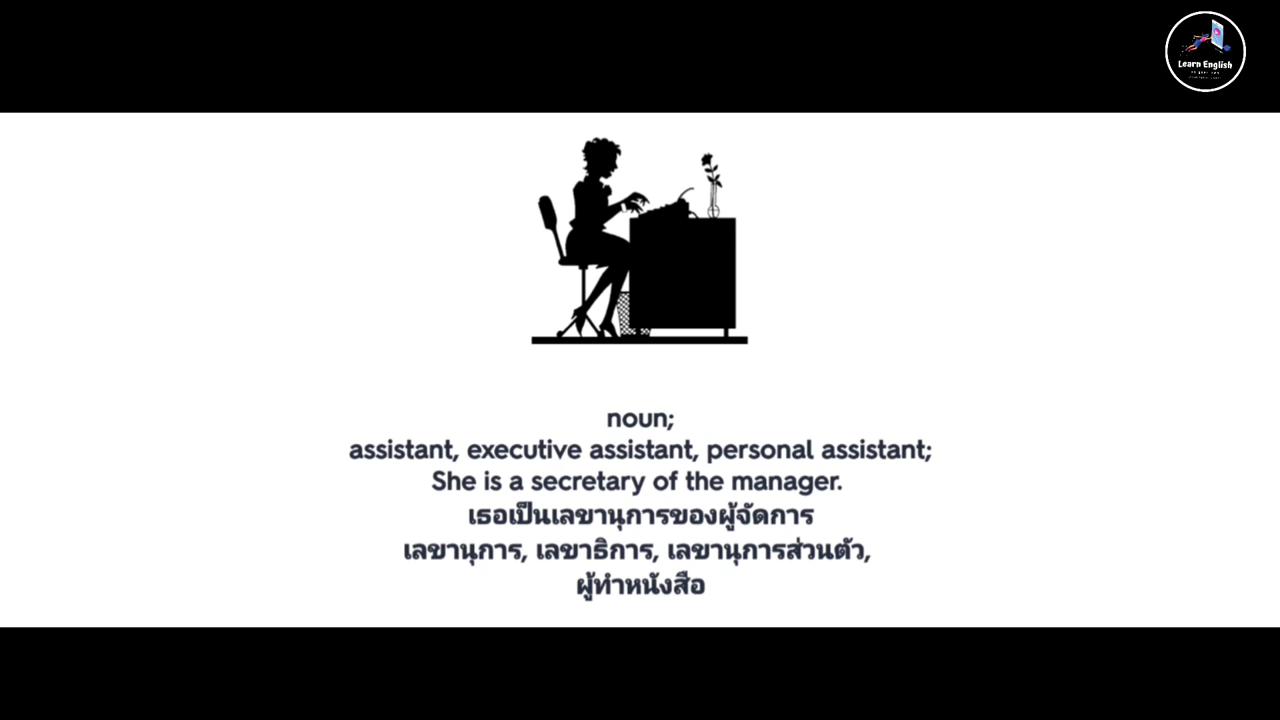 Learn English
noun;
assistant, executive assistant, personal assistant;
She is a secretary of the manager.
เธอเป็นเลขานุการของผู้จัดการ
เลขานุการ, เลขาธิการ, เลขานุการส่วนตัว,
ผู้ทำหนังสือ